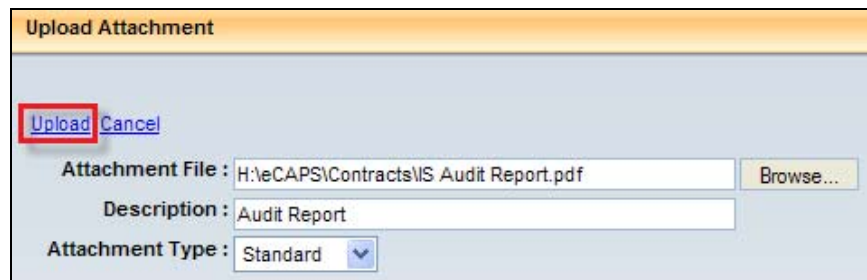 Upload Attachment
Upload Cancel
Attachment File : H:\eCAPS\Contracts\IS Audit Report.pdf Browse...
Description : Audit Report
Attachment Type : Standard